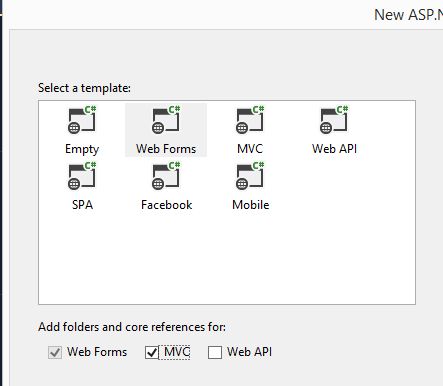 New ASP.N
Select a template:
C# C# C# C#
Empty Web Forms MVC Web API
C# C# C#
SPA Facebook Mobile
Add folders and core references for:
Web Forms MVC Web API